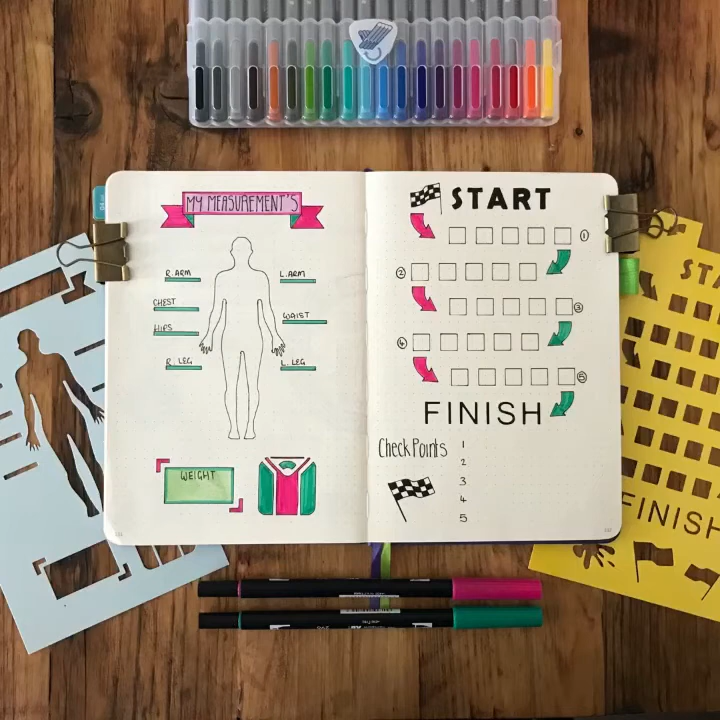 MY MEASUREMENT'S
R.ARM
L.ARM
CHEST
WAIST
HIPS
R.LEG
L.LEG
WEIGHT
START
1
2
3
4
5
FINISH
CheckPoints
1
2
3
4
5
STA
FINISH